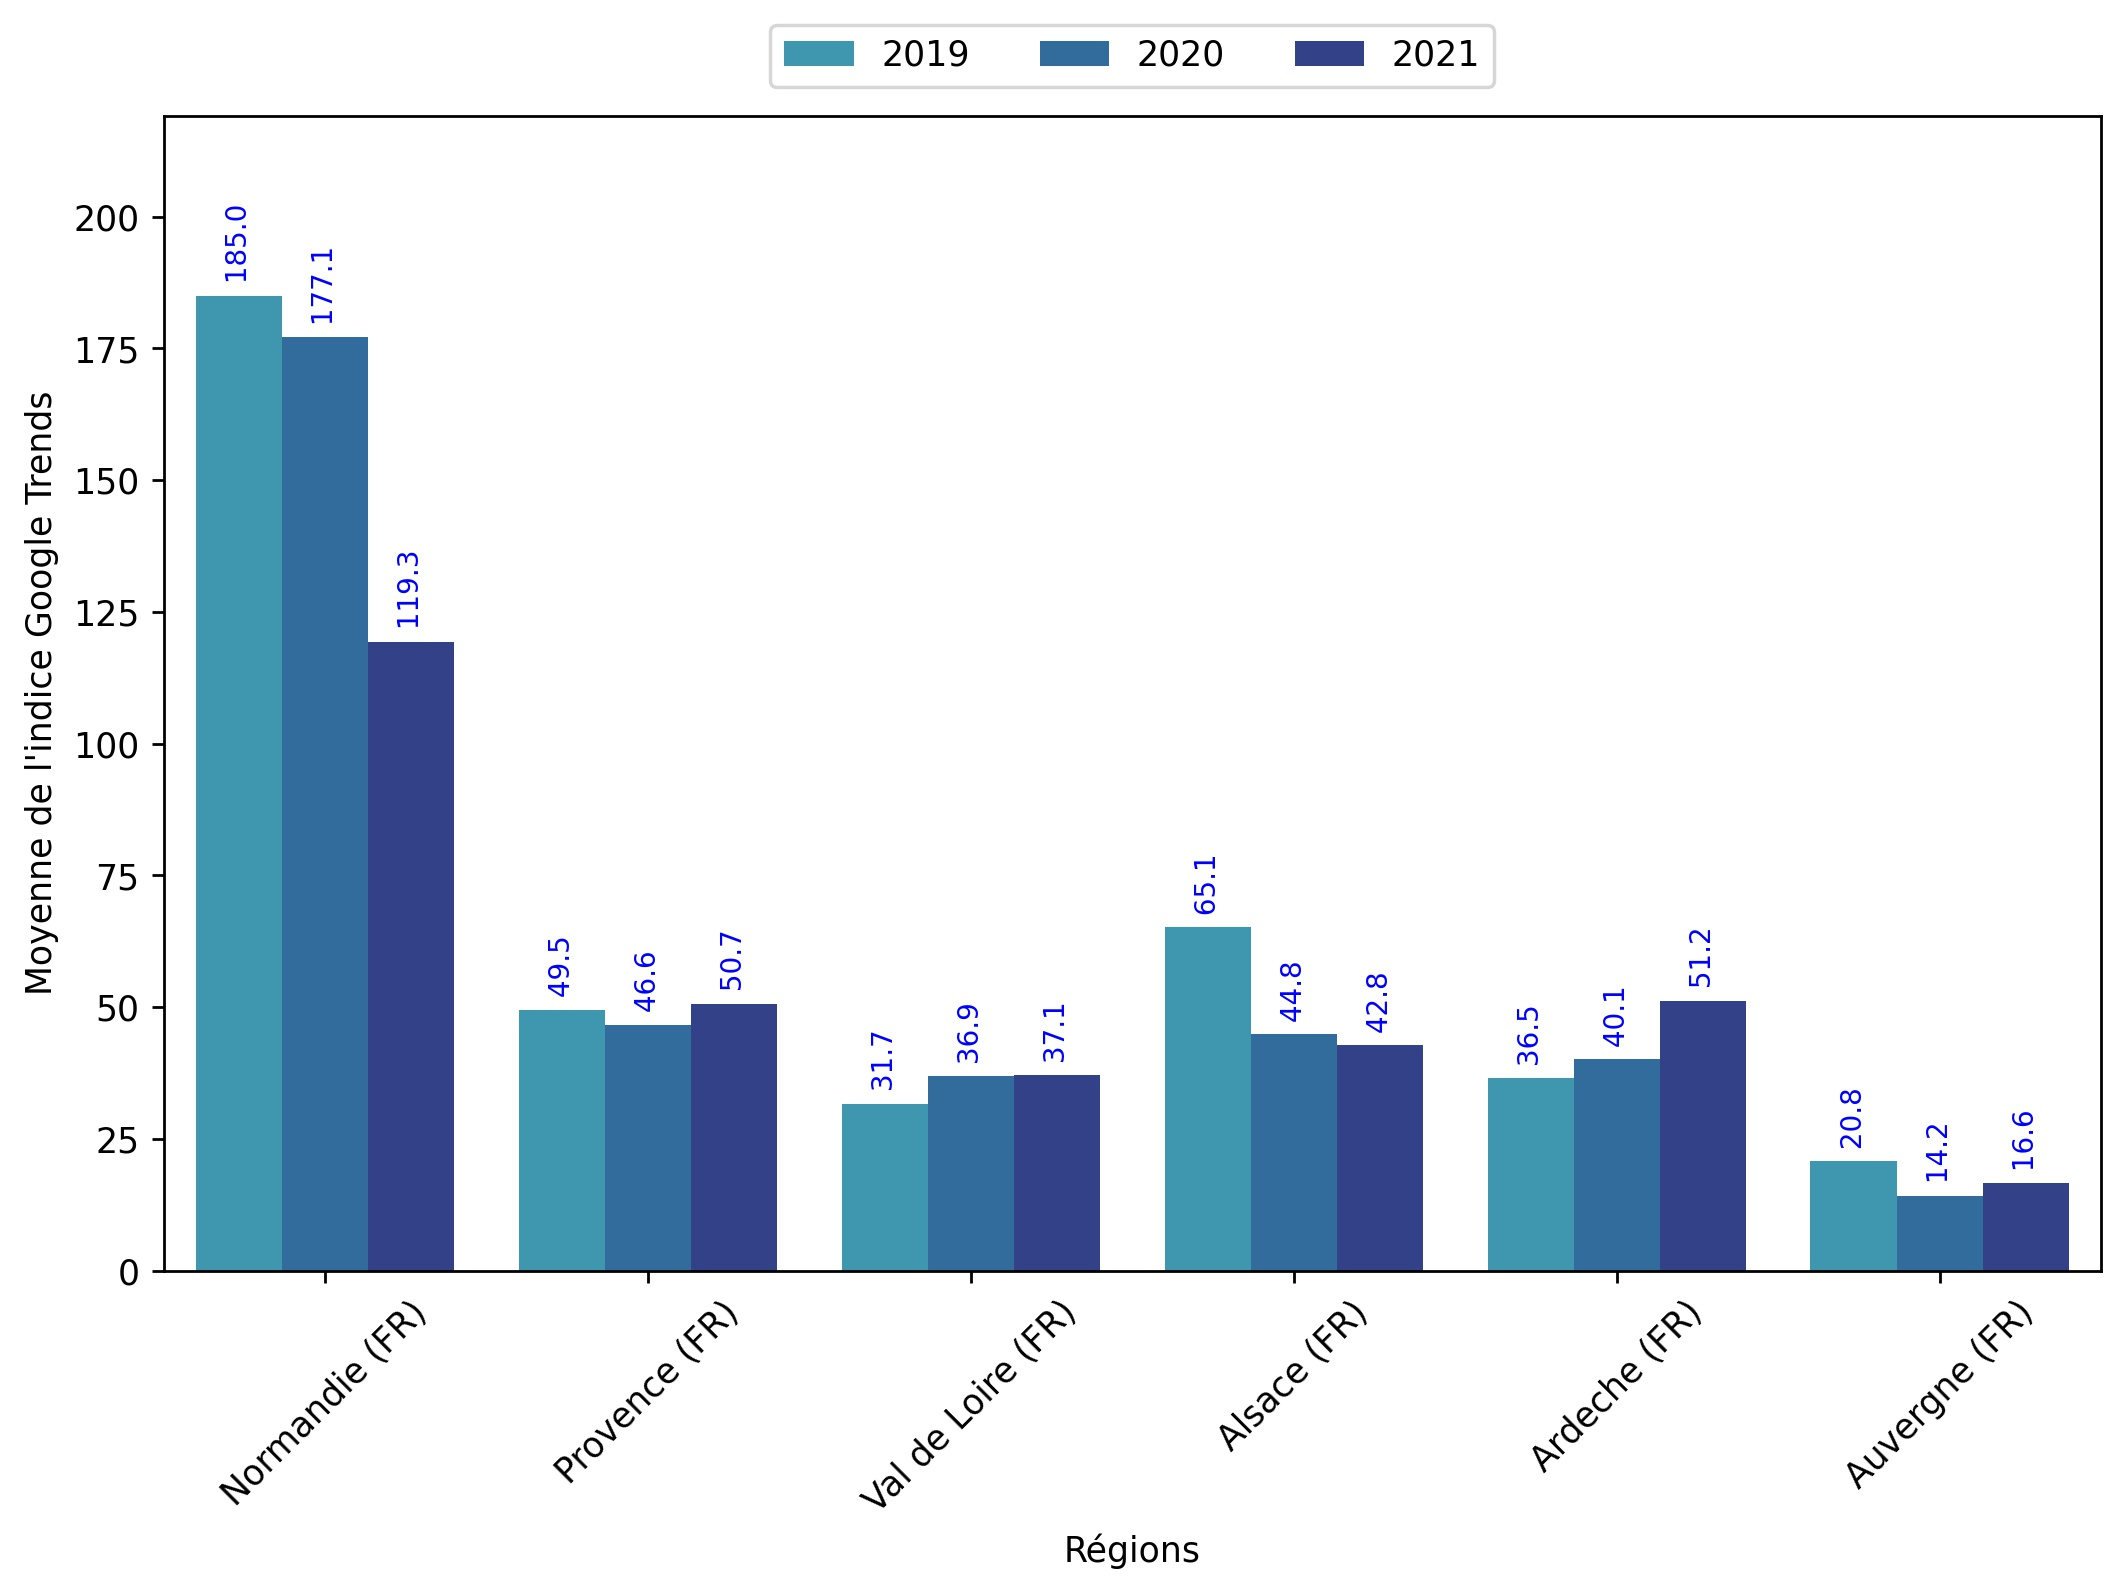 2019 2020 2021
Moyenne de l'indice Google Trends
200
175
150
125
100
75
50
25
0
185.0 177.1 119.3
49.5 46.6 50.7
31.7 36.9 37.1
65.1 44.8 42.8
36.5 40.1 51.2
20.8 14.2 16.6
Normandie (FR)
Provence (FR)
Val de Loire (FR)
Alsace (FR)
Ardeche (FR)
Auvergne (FR)
Régions